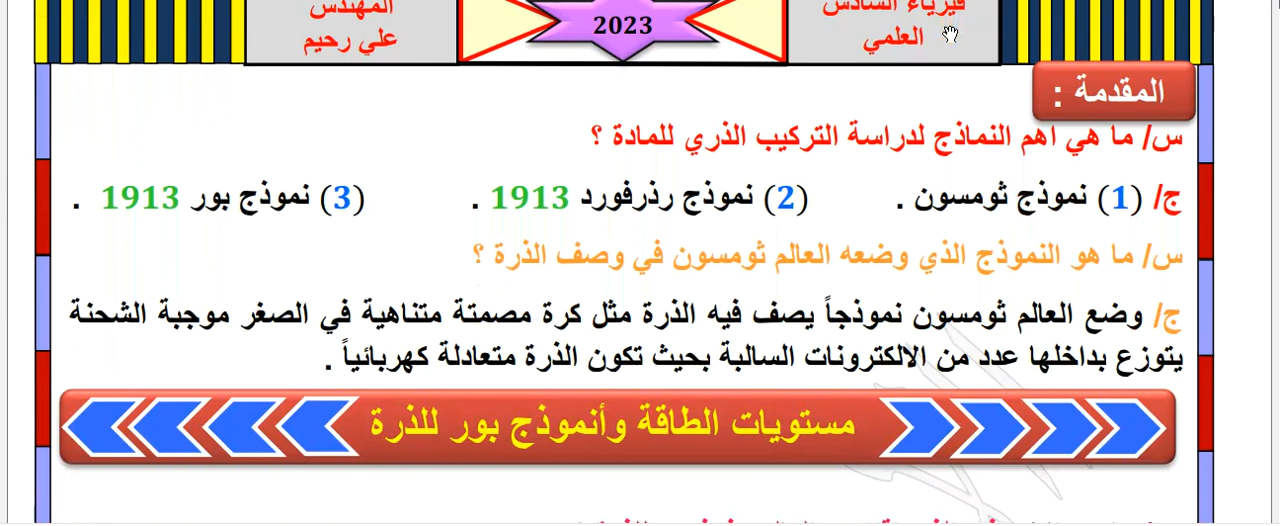 فيزياء السادس
العلمي
2023
المهندس
علي رحيم
المقدمة :
س/ ما هي اهم النماذج لدراسة التركيب الذري للمادة ؟
ج/ (1) نموذج ثومسون . (2) نموذج رذرفورد 1913 . (3) نموذج بور 1913 .
س/ ما هو النموذج الذي وضعه العالم ثومسون في وصف الذرة ؟
ج/ وضع العالم ثومسون نموذجاً يصف فيه الذرة مثل كرة مصمتة متناهية في الصغر موجبة الشحنة
يتوزع بداخلها عدد من الالكترونات السالبة بحيث تكون الذرة متعادلة كهربائياً .
مستويات الطاقة وأنموذج بور للذرة